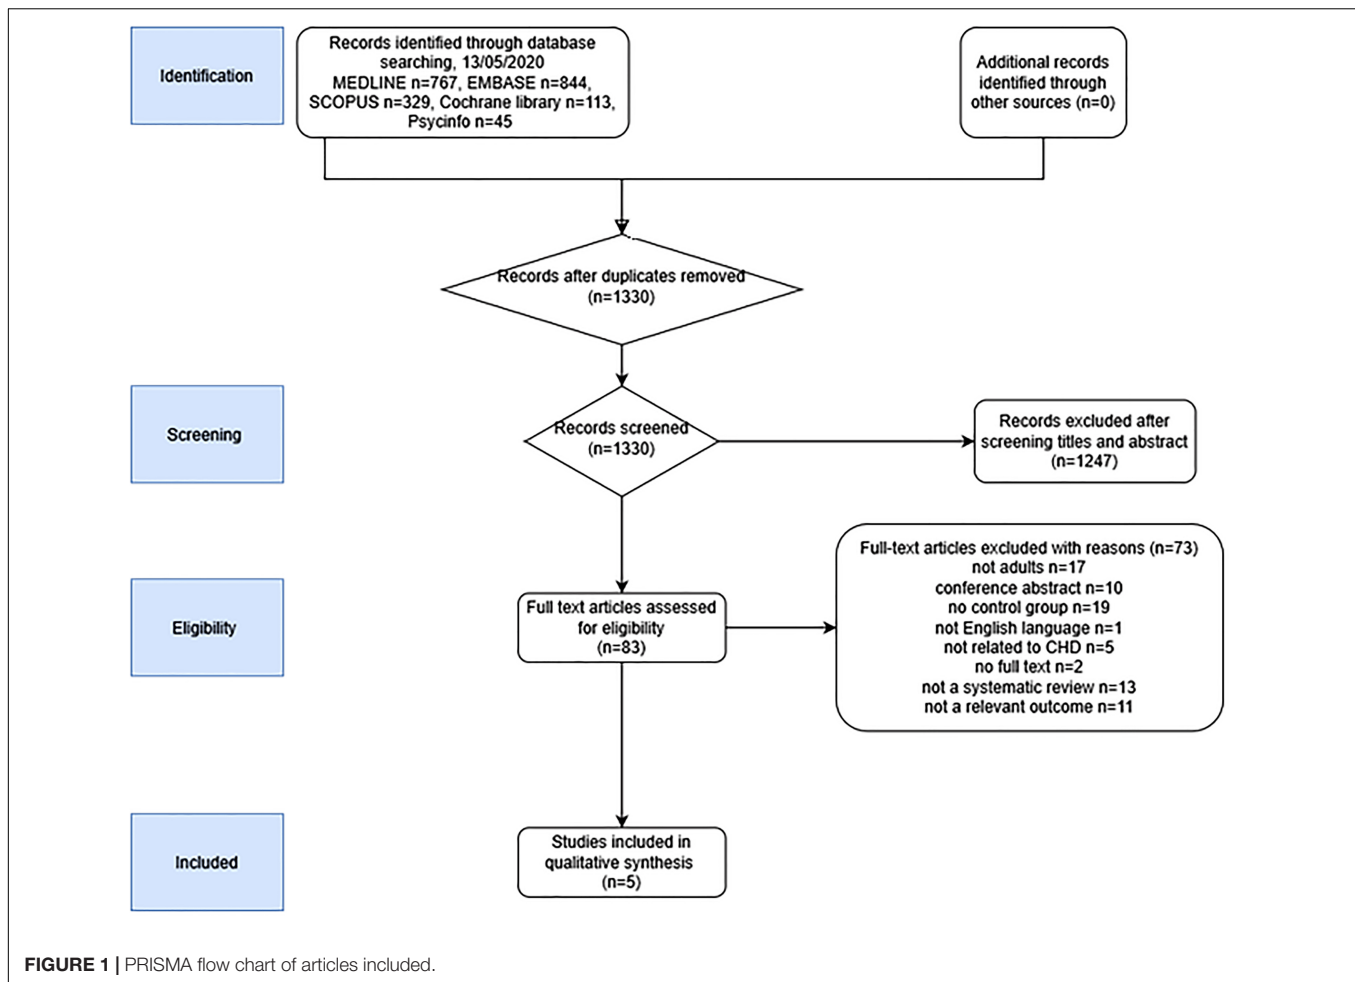 Identification
Records identified through database
searching, 13/05/2020
MEDLINE n=767, EMBASE n=844,
SCOPUS n=329, Cochrane library n=113,
Psycinfo n=45
Additional records
identified through
other sources (n=0)
Records after duplicates removed
(n=1330)
Screening
Records screened
(n=1330)
Records excluded after
screening titles and abstract
(n=1247)
Eligibility
Full text articles assessed
for eligibility
(n=83)
Full-text articles excluded with reasons (n=73)
not adults n=17
conference abstract n=10
no control group n=19
not English language n=1
not related to CHD n=5
no full text n=2
not a systematic review n=13
not a relevant outcome n=11
Included
Studies included in
qualitative synthesis
(n=5)
FIGURE 1 | PRISMA flow chart of articles included.